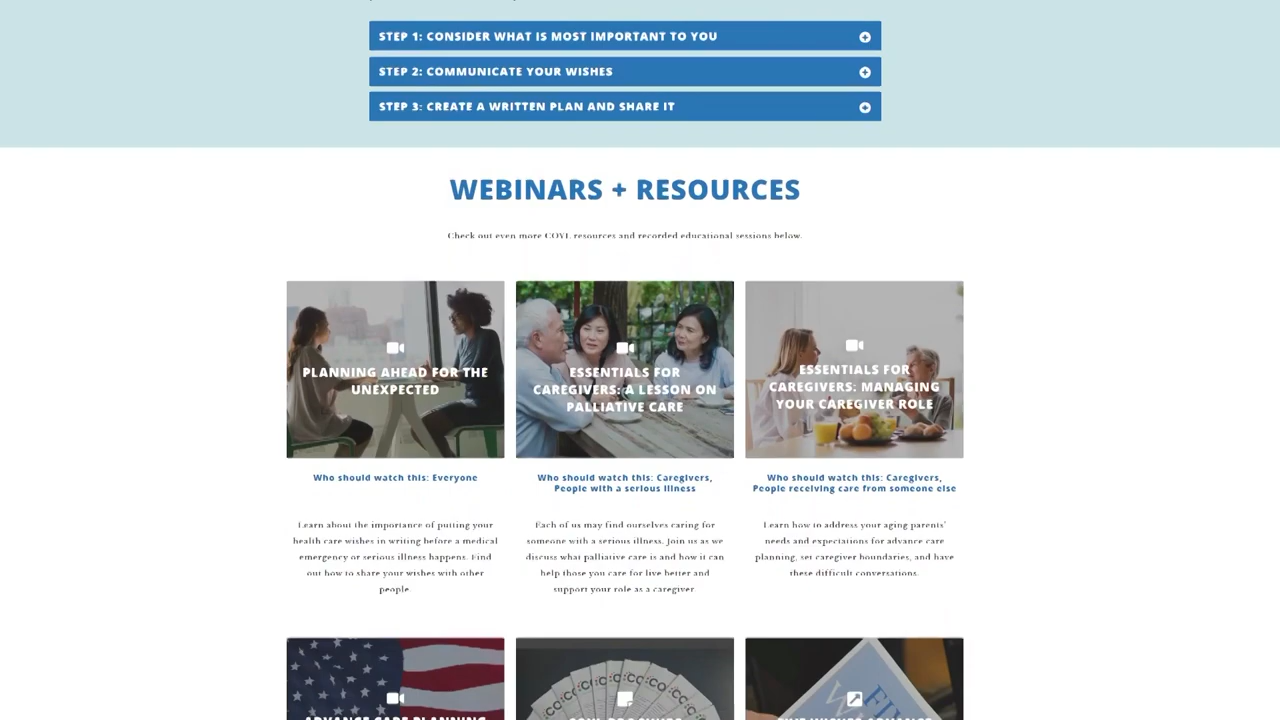 STEP 1: CONSIDER WHAT IS MOST IMPORTANT TO YOU
STEP 2: COMMUNICATE YOUR WISHES
STEP 3: CREATE A WRITTEN PLAN AND SHARE IT
WEBINARS + RESOURCES
Check out even more COYL resources and recorded educational sessions below.
PLANNING AHEAD FOR THE
UNEXPECTED
ESSENTIALS FOR
CAREGIVERS: A LESSON ON
PALLIATIVE CARE
ESSENTIALS FOR
CAREGIVERS: MANAGING
YOUR CAREGIVER ROLE
Who should watch this: Everyone
Who should watch this: Caregivers,
People with a serious illness
Who should watch this: Caregivers,
People receiving care from someone else
Learn about the importance of putting your
health care wishes in writing before a medical
emergency or serious illness happens. Find
out how to share your wishes with other
people.
Each of us may find ourselves caring for
someone with a serious illness. Join us as we
discuss what palliative care is and how it can
help those you care for live better and
support your role as a caregiver.
Learn how to address your aging parents'
needs and expectations for advance care
planning, set caregiver boundaries, and have
these difficult conversations.
ADVANCE CARE PLANNING